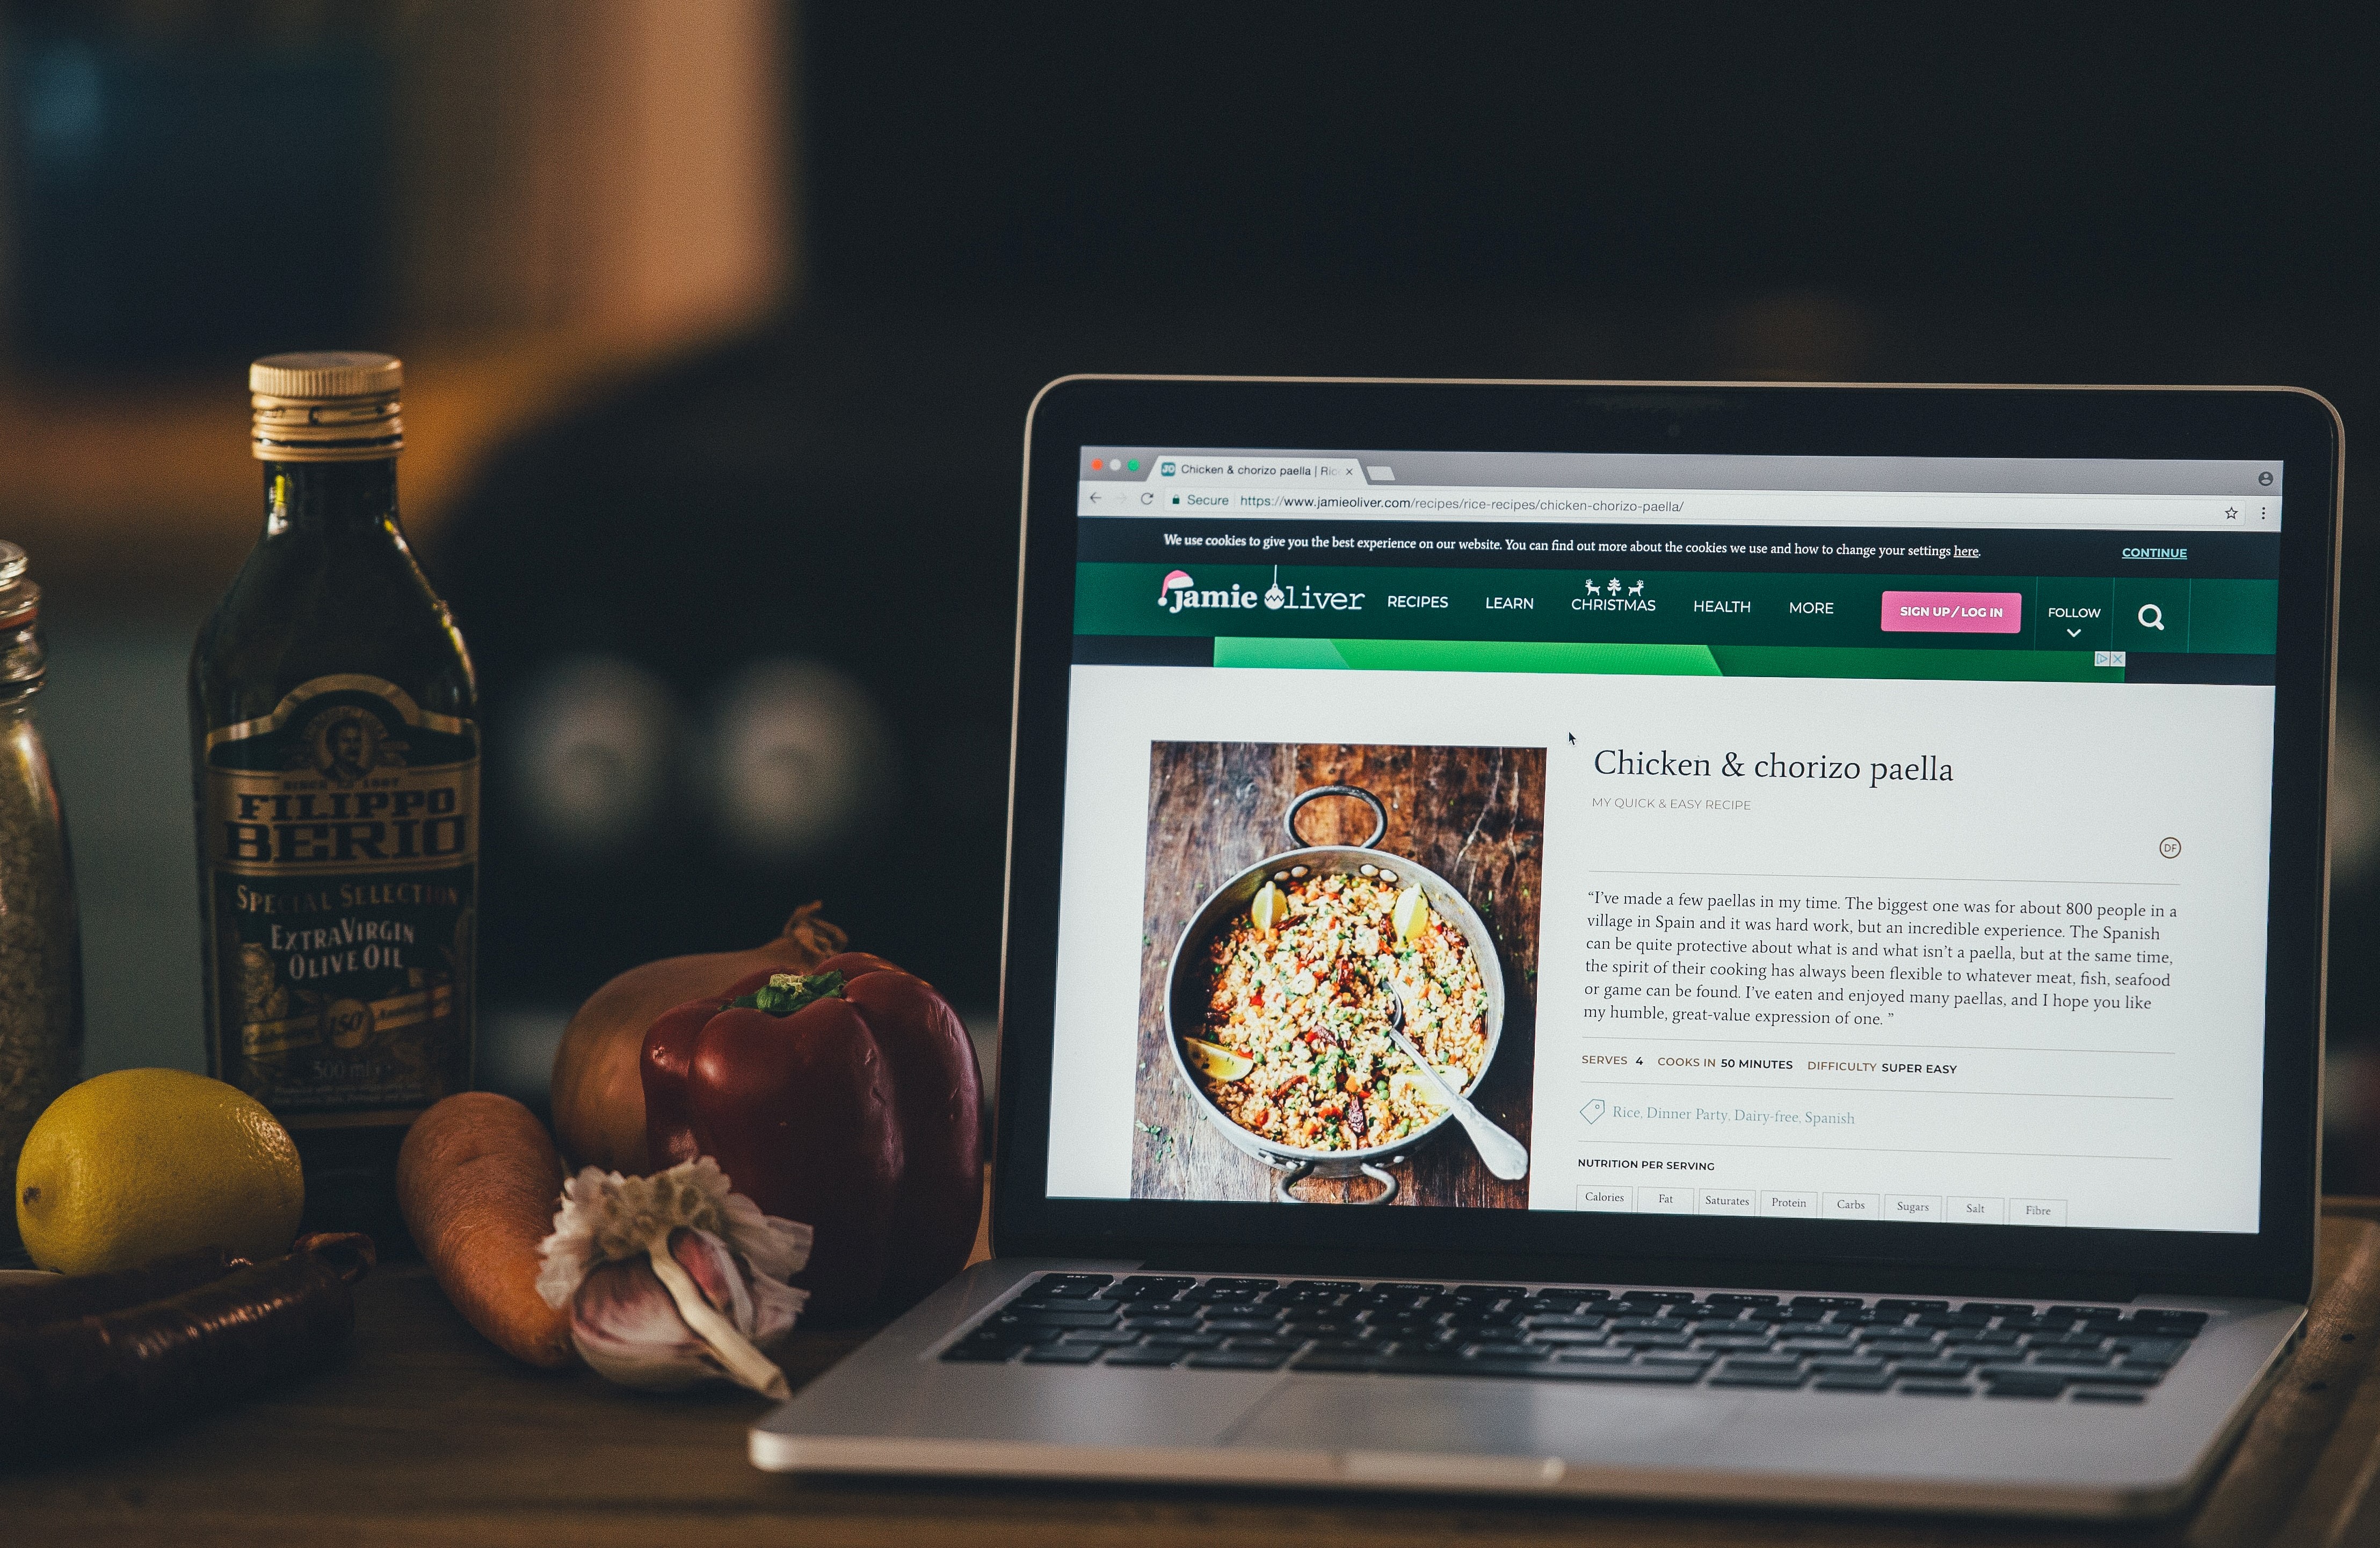 SINCE 1867
FILIPPO
BERIO
SPECIAL SELECTION
EXTRA VIRGIN
OLIVE OIL
150
500 ml
JO Chicken & chorizo paella | Ric
Secure https://www.jamieoliver.com/recipes/rice-recipes/chicken-chorizo-paella/
We use cookies to give you the best experience on our website. You can find out more about the cookies we use and how to change your settings here. CONTINUE
jamie oliver RECIPES LEARN CHRISTMAS HEALTH MORE SIGN UP / LOG IN FOLLOW
Chicken & chorizo paella
MY QUICK & EASY RECIPE
DF
“I’ve made a few paellas in my time. The biggest one was for about 800 people in a
village in Spain and it was hard work, but an incredible experience. The Spanish
can be quite protective about what is and what isn’t a paella, but at the same time,
the spirit of their cooking has always been flexible to whatever meat, fish, seafood
or game can be found. I’ve eaten and enjoyed many paellas, and I hope you like
my humble, great-value expression of one. ”
SERVES 4 COOKS IN 50 MINUTES DIFFICULTY SUPER EASY
Rice, Dinner Party, Dairy-free, Spanish
NUTRITION PER SERVING
Calories Fat Saturates Protein Carbs Sugars Salt Fibre